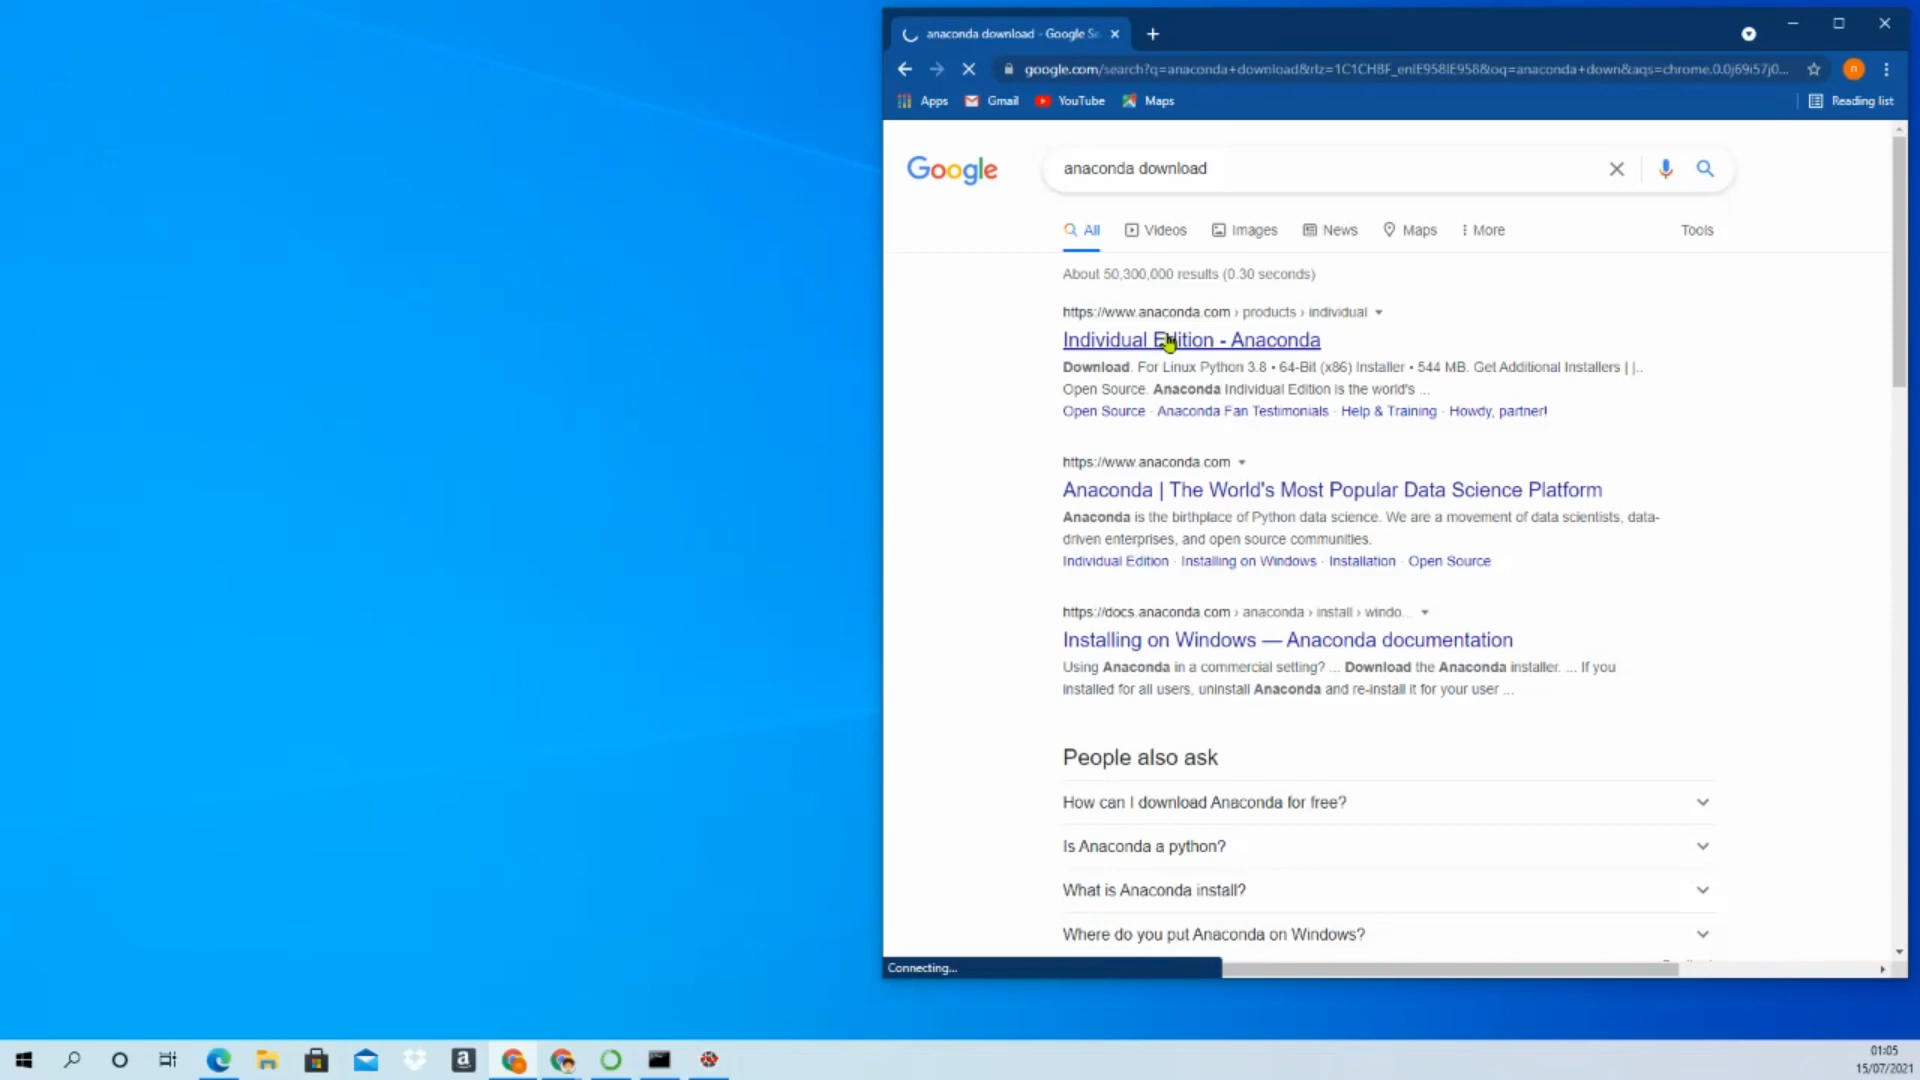 anaconda download - Google Se
google.com/search?q=anaconda+download&rlz=1C1CHBF_enIE958IE958&oq=anaconda+down&aqs=chrome.0.0j69i57j0...
n
Apps
Gmail
YouTube
Maps
Reading list
Google
anaconda download
All
Videos
Images
News
Maps
More
Tools
About 50,300,000 results (0.30 seconds)
https://www.anaconda.com › products › individual
Individual Edition - Anaconda
Download. For Linux Python 3.8 • 64-Bit (x86) Installer • 544 MB. Get Additional Installers | |..
Open Source. Anaconda Individual Edition is the world's ...
Open Source · Anaconda Fan Testimonials · Help & Training · Howdy, partner!
https://www.anaconda.com
Anaconda | The World's Most Popular Data Science Platform
Anaconda is the birthplace of Python data science. We are a movement of data scientists, data-
driven enterprises, and open source communities.
Individual Edition · Installing on Windows · Installation · Open Source
https://docs.anaconda.com › anaconda › install › windo...
Installing on Windows — Anaconda documentation
Using Anaconda in a commercial setting? ... Download the Anaconda installer. ... If you
installed for all users, uninstall Anaconda and re-install it for your user ...
People also ask
How can I download Anaconda for free?
Is Anaconda a python?
What is Anaconda install?
Where do you put Anaconda on Windows?
Connecting...
a
01:05
15/07/2021